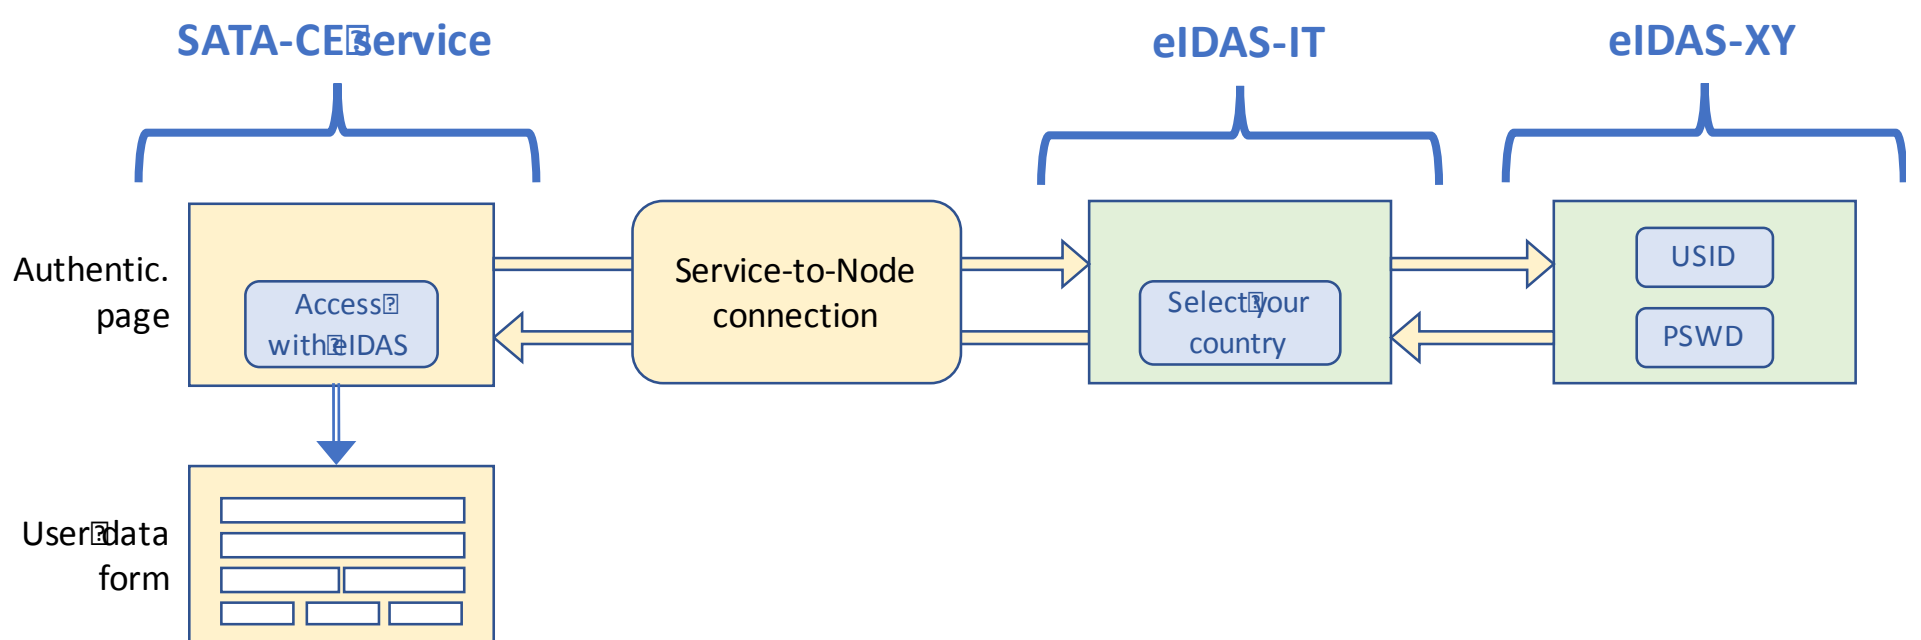 SATA-CE service
eIDAS-IT
eIDAS-XY
Authentic.
page
Access
with eIDAS
Service-to-Node
connection
Select your
country
USID
PSWD
User data
form